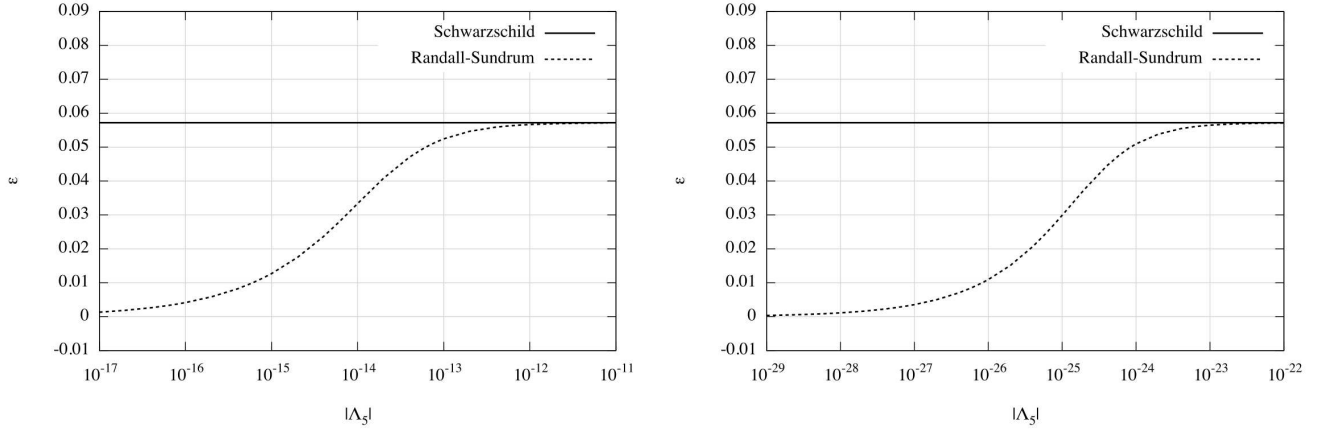 0.09
0.08
0.07
0.06
0.05
0.04
0.03
0.02
0.01
0
-0.01
ε
Schwarzschild
Randall-Sundrum
10⁻¹⁷ 10⁻¹⁶ 10⁻¹⁵ 10⁻¹⁴ 10⁻¹³ 10⁻¹² 10⁻¹¹
|Λ₅|
0.09
0.08
0.07
0.06
0.05
0.04
0.03
0.02
0.01
0
-0.01
ε
Schwarzschild
Randall-Sundrum
10⁻²⁹ 10⁻²⁸ 10⁻²⁷ 10⁻²⁶ 10⁻²⁵ 10⁻²⁴ 10⁻²³ 10⁻²²
|Λ₅|